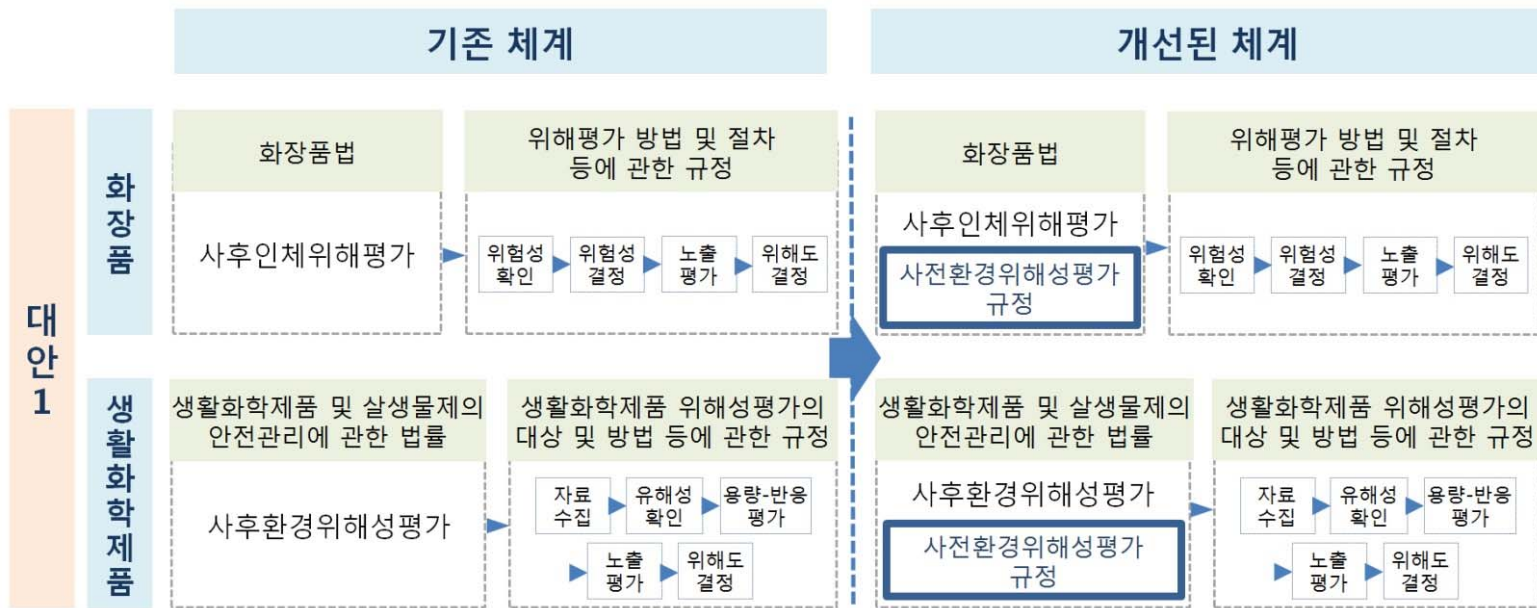 기존 체계
개선된 체계
대
안
1
화
장
품
화장품법
사후인체위해평가
위해평가 방법 및 절차
등에 관한 규정
위험성
확인
위험성
결정
노출
평가
위해도
결정
화장품법
사후인체위해평가
사전환경위해성평가
규정
위해평가 방법 및 절차
등에 관한 규정
위험성
확인
위험성
결정
노출
평가
위해도
결정
생
활
화
학
제
품
생활화학제품 및 살생물제의
안전관리에 관한 법률
사후환경위해성평가
생활화학제품 위해성평가의
대상 및 방법 등에 관한 규정
자료
수집
유해성
확인
용량-반응
평가
노출
평가
위해도
결정
생활화학제품 및 살생물제의
안전관리에 관한 법률
사후환경위해성평가
사전환경위해성평가
규정
생활화학제품 위해성평가의
대상 및 방법 등에 관한 규정
자료
수집
유해성
확인
용량-반응
평가
노출
평가
위해도
결정